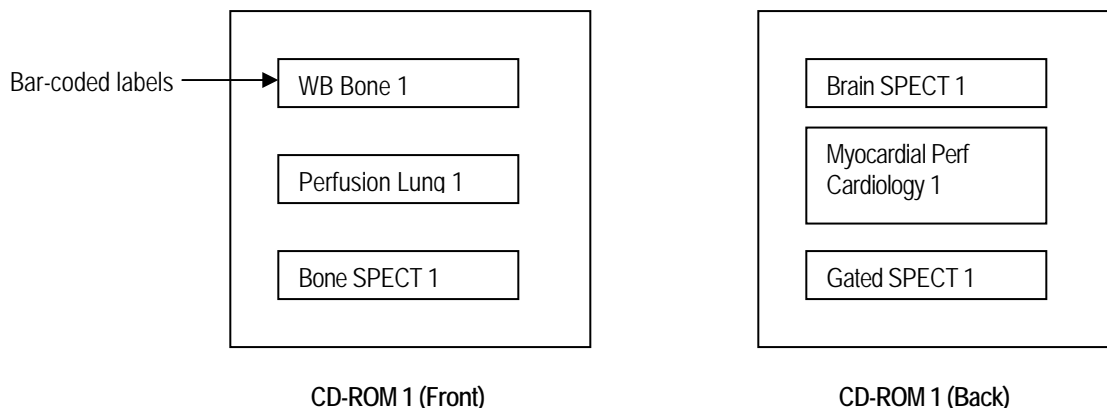 Bar-coded labels
WB Bone 1
Perfusion Lung 1
Bone SPECT 1
CD-ROM 1 (Front)
Brain SPECT 1
Myocardial Perf
Cardiology 1
Gated SPECT 1
CD-ROM 1 (Back)